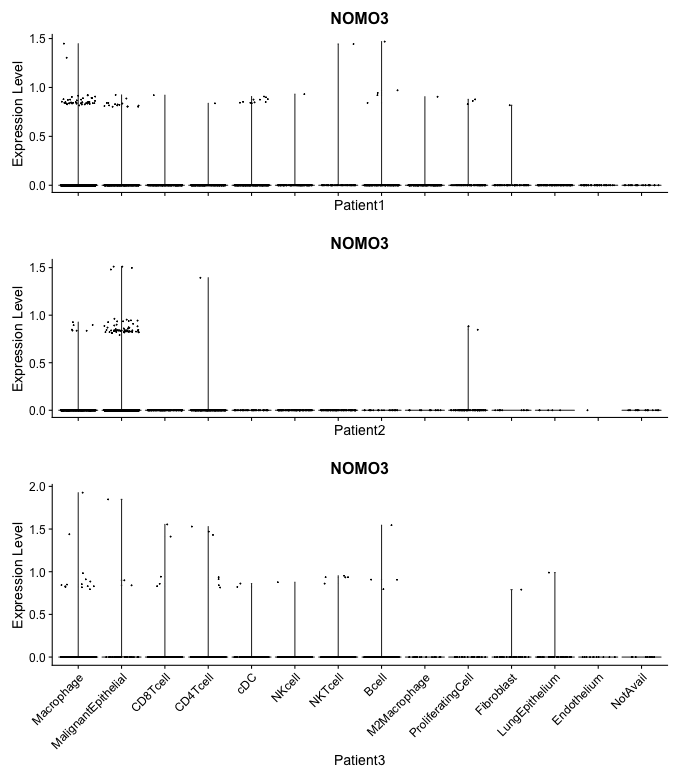 NOMO3
Expression Level
1.5
1.0
0.5
0.0
Patient1
NOMO3
Expression Level
1.5
1.0
0.5
0.0
Patient2
NOMO3
Expression Level
2.0
1.5
1.0
0.5
0.0
Macrophage
MalignantEpithelial
CD8Tcell
CD4Tcell
cDC
NKcell
NKTcell
Bcell
M2Macrophage
ProliferatingCell
Fibroblast
LungEpithelium
Endothelium
NotAvail
Patient3